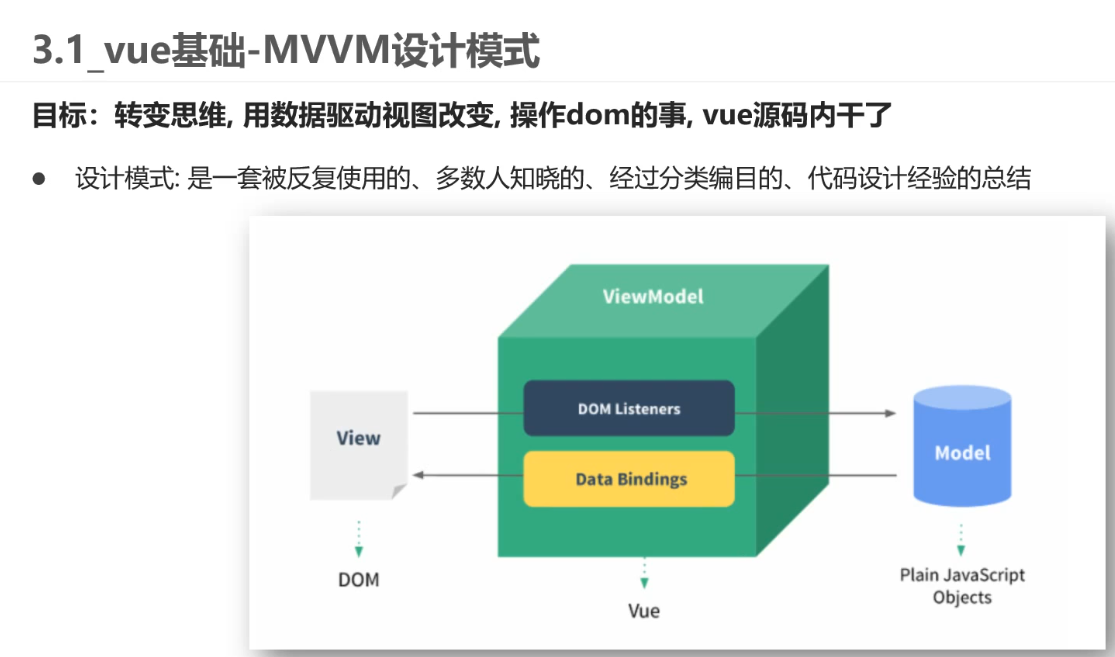 3.1_vue基础-MVVM设计模式
目标：转变思维, 用数据驱动视图改变, 操作dom的事, vue源码内干了
● 设计模式: 是一套被反复使用的、多数人知晓的、经过分类编目的、代码设计经验的总结
ViewModel
DOM Listeners
View
Model
Data Bindings
DOM
Plain JavaScript
Objects
Vue